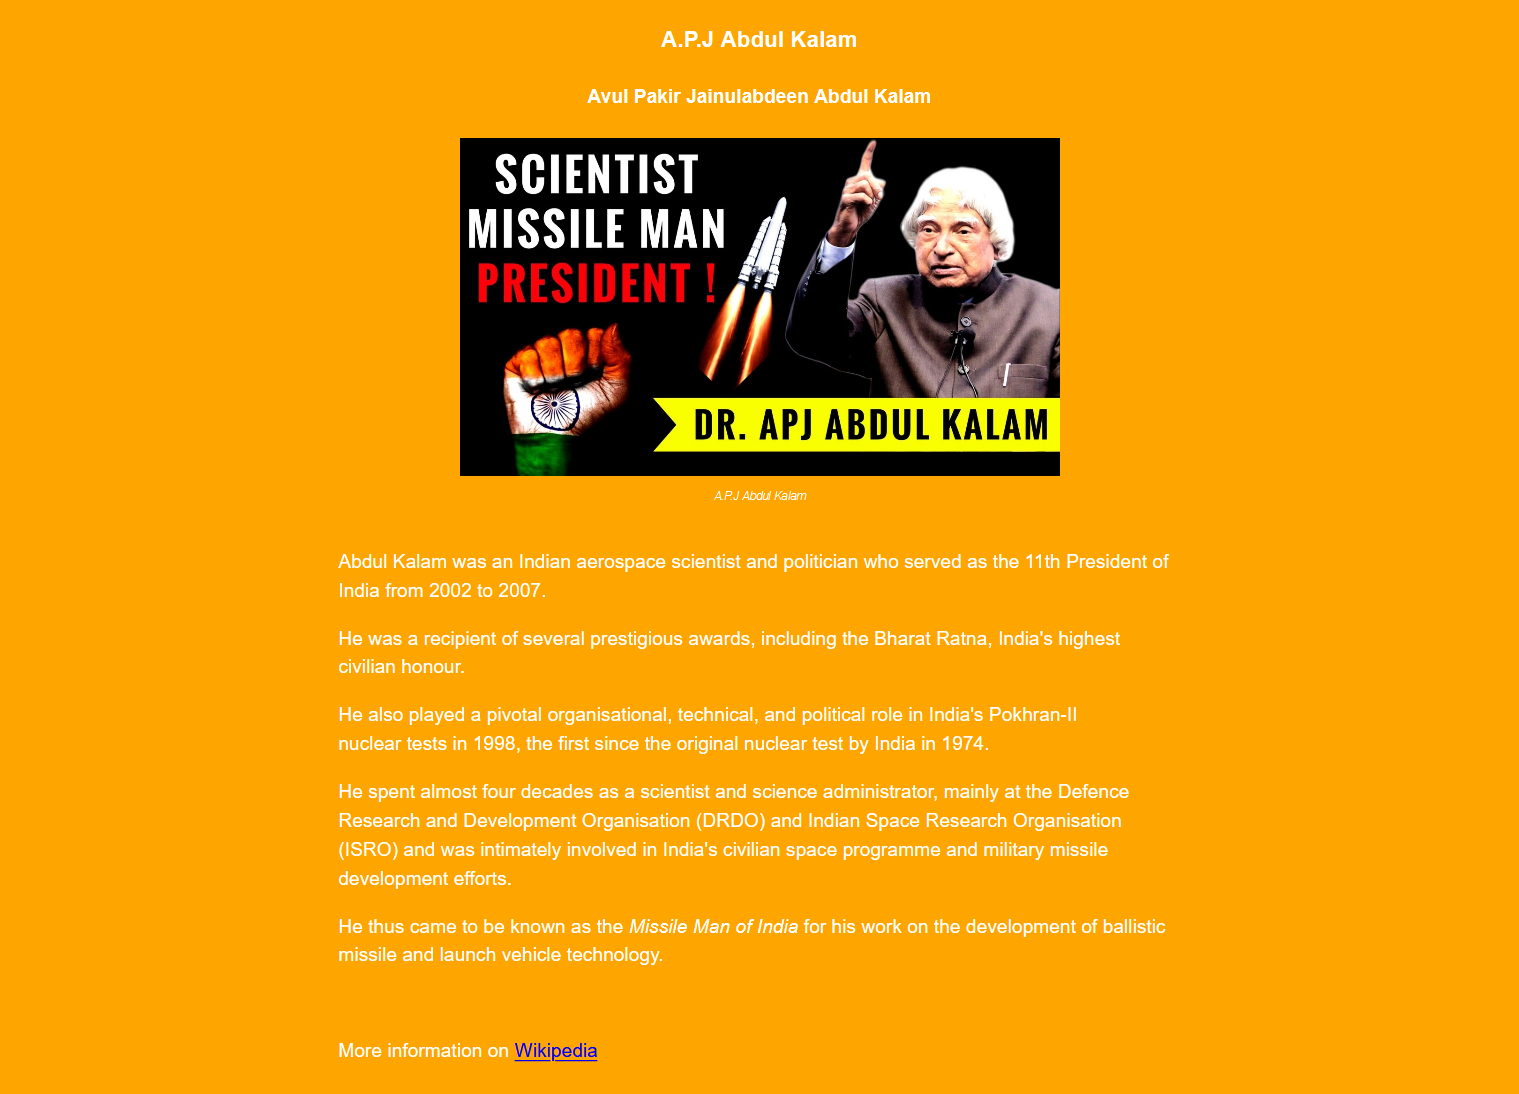 A.P.J Abdul Kalam
Avul Pakir Jainulabdeen Abdul Kalam
SCIENTIST
MISSILE MAN
PRESIDENT !
DR. APJ ABDUL KALAM
A.P.J Abdul Kalam
Abdul Kalam was an Indian aerospace scientist and politician who served as the 11th President of
India from 2002 to 2007.
He was a recipient of several prestigious awards, including the Bharat Ratna, India's highest
civilian honour.
He also played a pivotal organisational, technical, and political role in India's Pokhran-II
nuclear tests in 1998, the first since the original nuclear test by India in 1974.
He spent almost four decades as a scientist and science administrator, mainly at the Defence
Research and Development Organisation (DRDO) and Indian Space Research Organisation
(ISRO) and was intimately involved in India's civilian space programme and military missile
development efforts.
He thus came to be known as the Missile Man of India for his work on the development of ballistic
missile and launch vehicle technology.
More information on Wikipedia